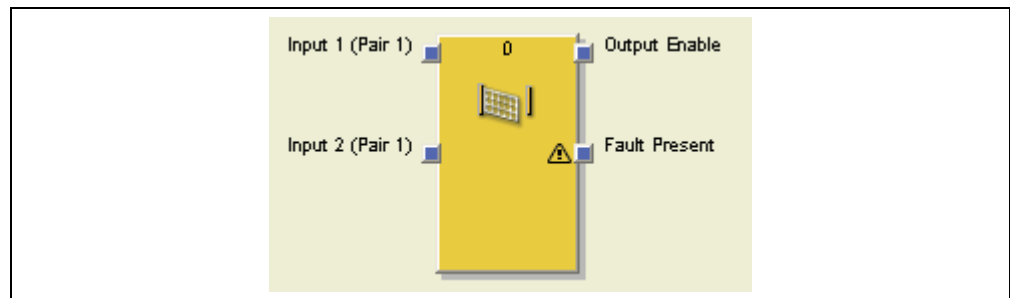 Input 1 (Pair 1)
0
Output Enable
Input 2 (Pair 1)
Fault Present